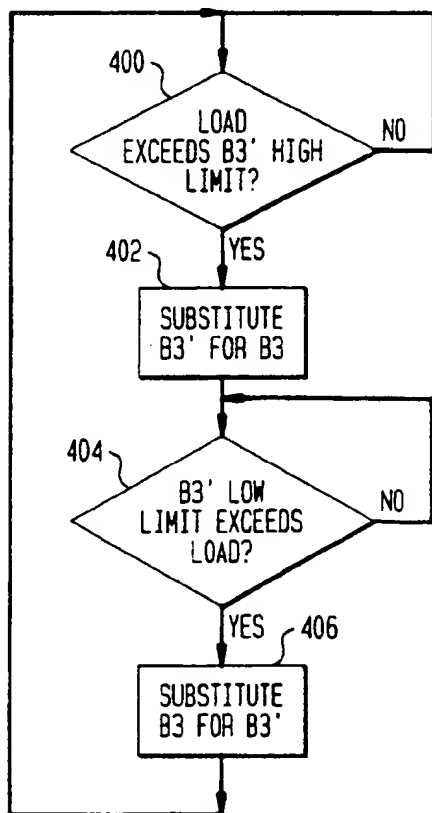 400
LOAD
EXCEEDS B3' HIGH
LIMIT?
NO
YES
402
SUBSTITUTE
B3' FOR B3
404
B3' LOW
LIMIT EXCEEDS
LOAD?
NO
YES
406
SUBSTITUTE
B3 FOR B3'